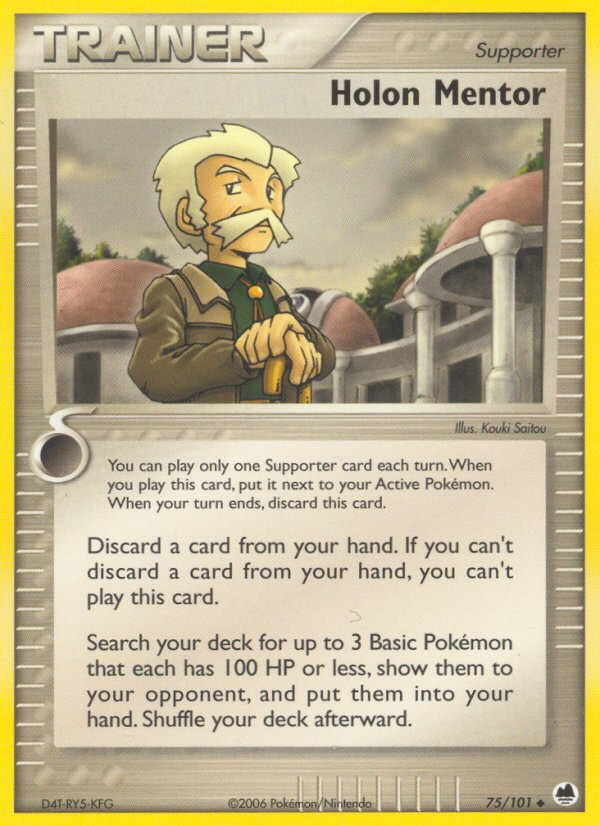 TRAINER
Supporter
Holon Mentor
Illus. Kouki Saitou
You can play only one Supporter card each turn. When
you play this card, put it next to your Active Pokémon.
When your turn ends, discard this card.
Discard a card from your hand. If you can't
discard a card from your hand, you can't
play this card.
Search your deck for up to 3 Basic Pokémon
that each has 100 HP or less, show them to
your opponent, and put them into your
hand. Shuffle your deck afterward.
D4T-RY5-KFG
©2006 Pokémon/Nintendo
75/101